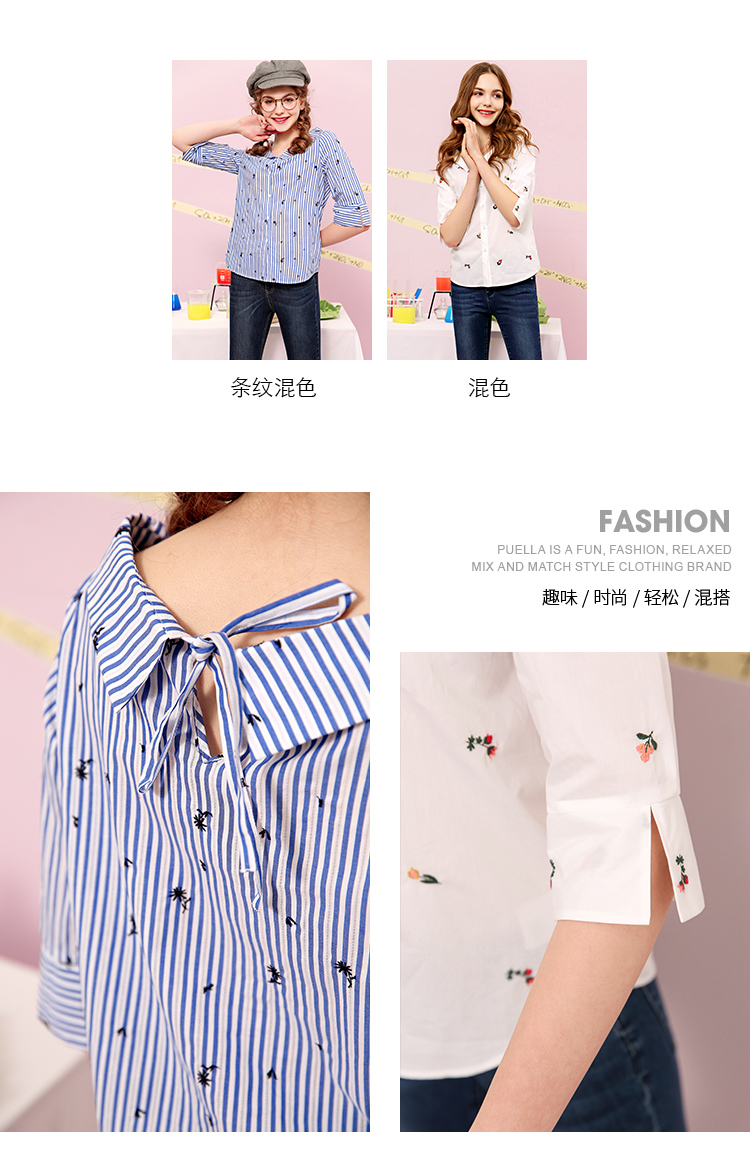 条纹混色
混色
FASHION
PUELLA IS A FUN, FASHION, RELAXED
MIX AND MATCH STYLE CLOTHING BRAND
趣味 / 时尚 / 轻松 / 混搭